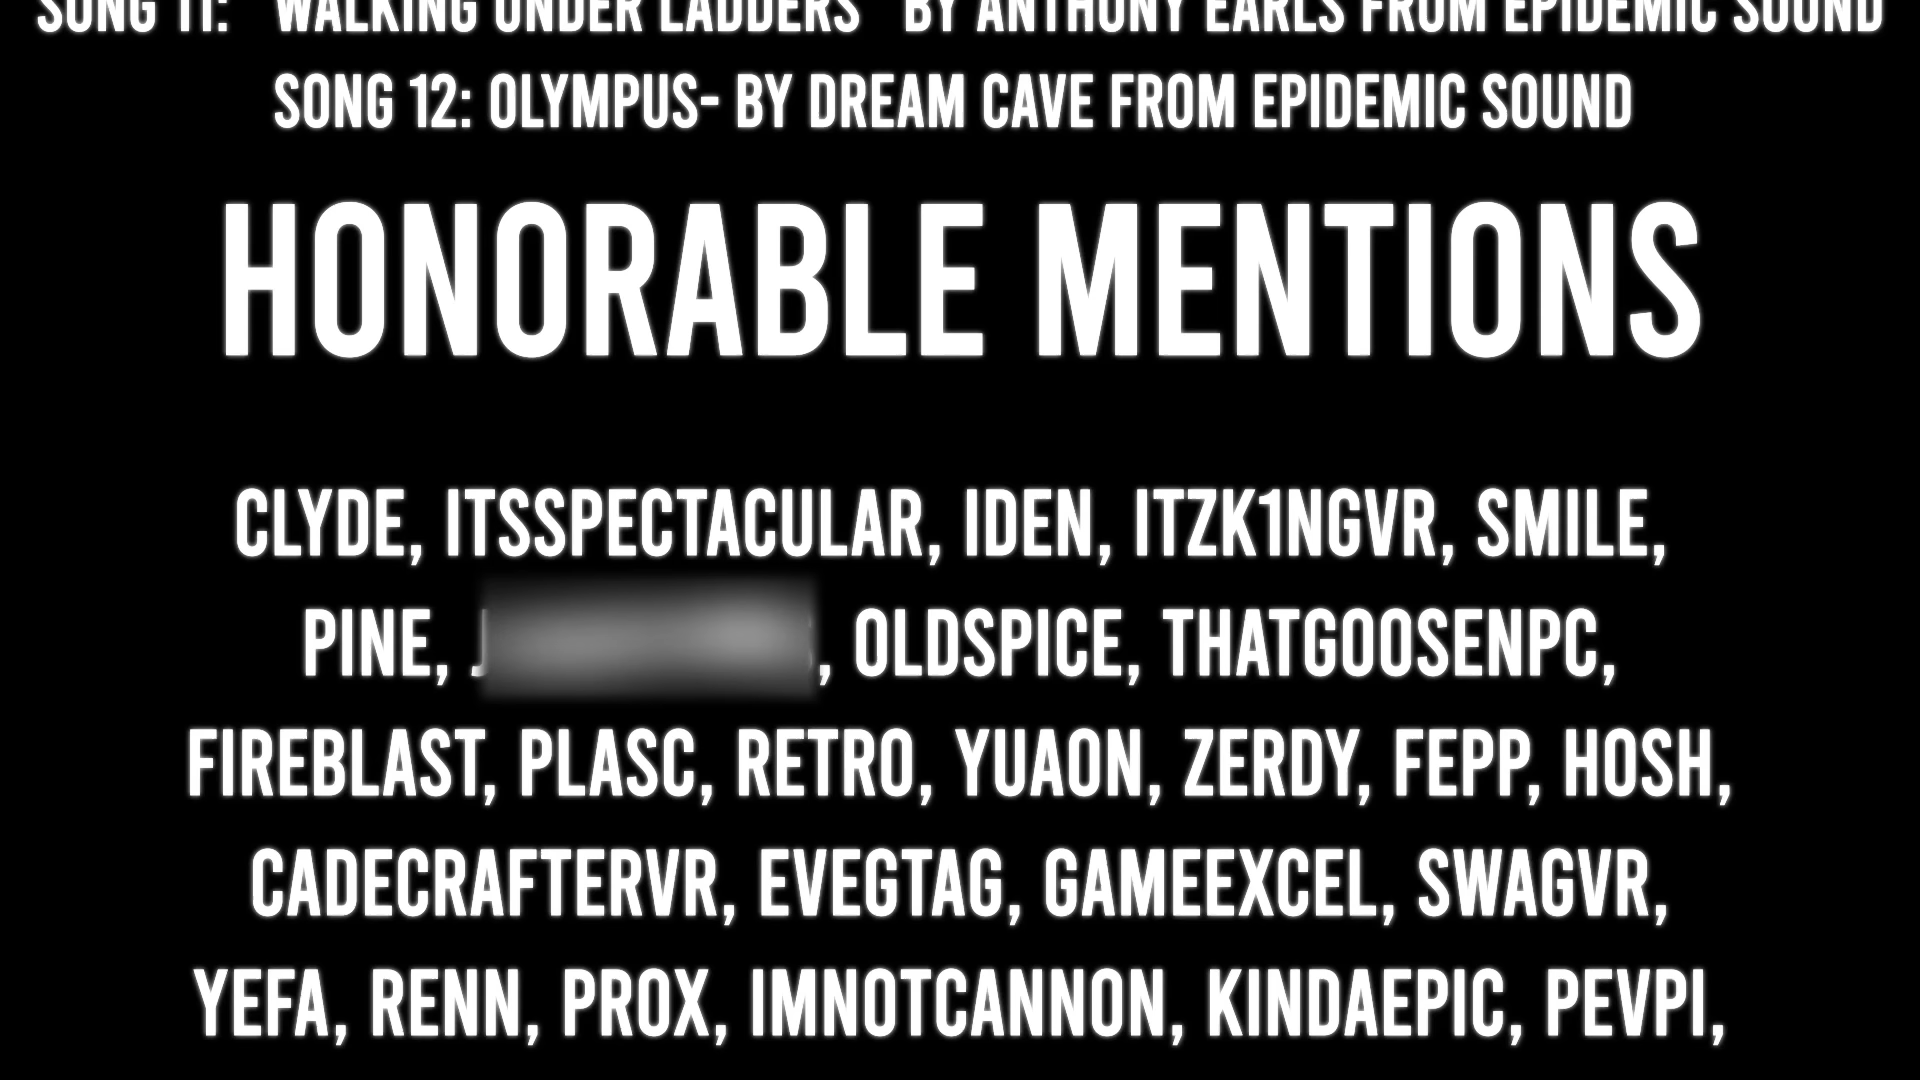 SONG 11: "WALKING UNDER LADDERS" BY ANTHONY EARLS FROM EPIDEMIC SOUND
SONG 12: OLYMPUS- BY DREAM CAVE FROM EPIDEMIC SOUND
HONORABLE MENTIONS
CLYDE, ITSSPECTACULAR, IDEN, ITZK1NGVR, SMILE,
PINE, , OLDSPICE, THATGOOSENPC,
FIREBLAST, PLASC, RETRO, YUAON, ZERDY, FEPP, HOSH,
CADECRAFTERVR, EVEGTAG, GAMEEXCEL, SWAGVR,
YEFA, RENN, PROX, IMNOTCANNON, KINDAEPIC, PEVPI,